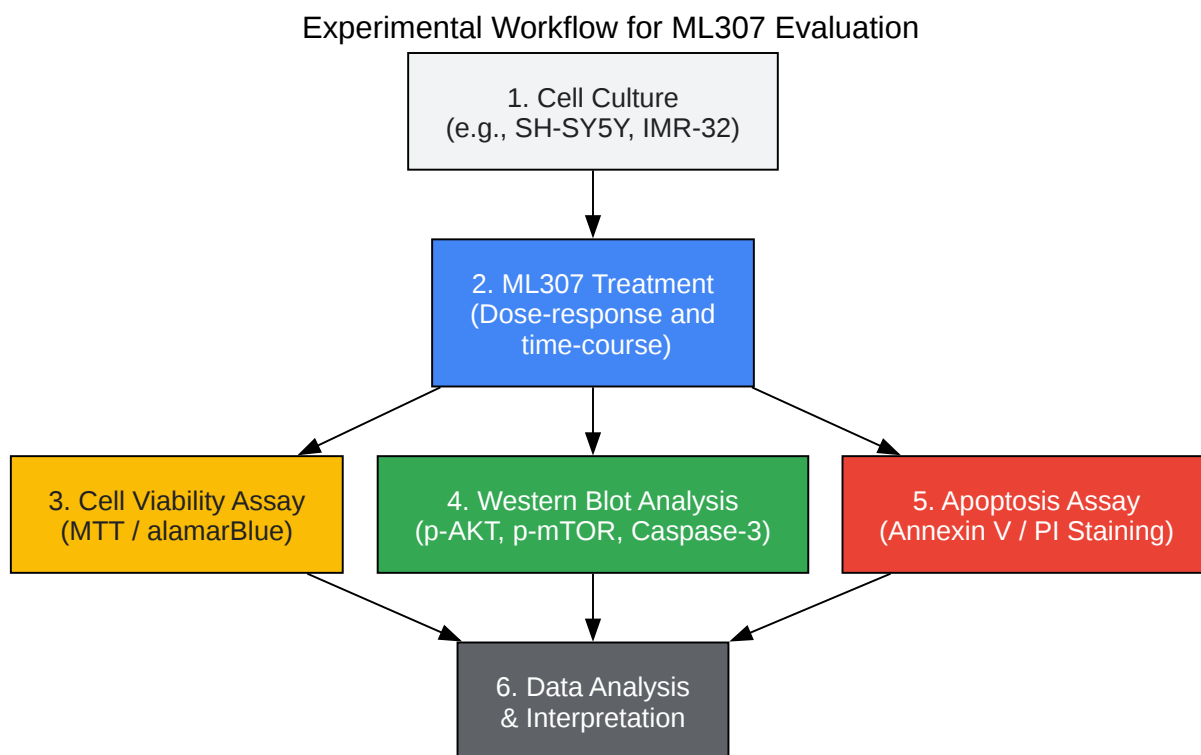 Experimental Workflow for ML307 Evaluation
1. Cell Culture
(e.g., SH-SY5Y, IMR-32)
2. ML307 Treatment
(Dose-response and
time-course)
3. Cell Viability Assay
(MTT / alamarBlue)
4. Western Blot Analysis
(p-AKT, p-mTOR, Caspase-3)
5. Apoptosis Assay
(Annexin V / PI Staining)
6. Data Analysis
& Interpretation